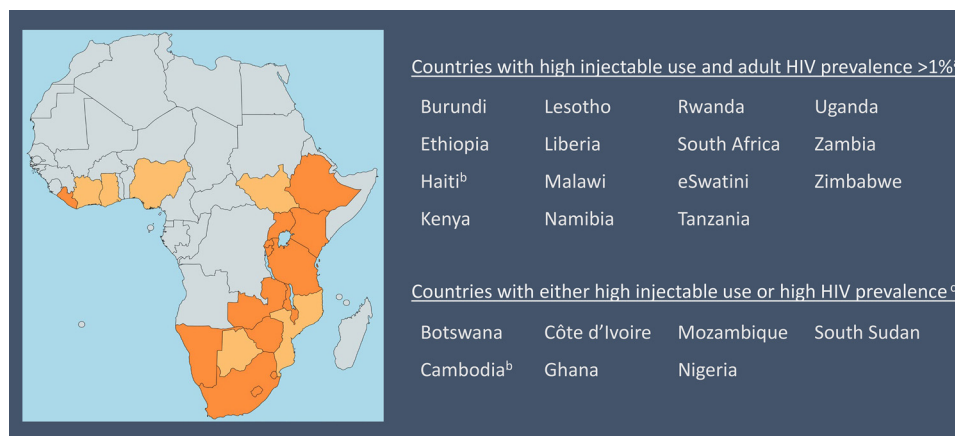 Countries with high injectable use and adult HIV prevalence >1%ᵃ
Burundi Lesotho Rwanda Uganda
Ethiopia Liberia South Africa Zambia
Haitiᵇ Malawi eSwatini Zimbabwe
Kenya Namibia Tanzania
Countries with either high injectable use or high HIV prevalence ᶜ
Botswana Côte d’Ivoire Mozambique South Sudan
Cambodiaᵇ Ghana Nigeria